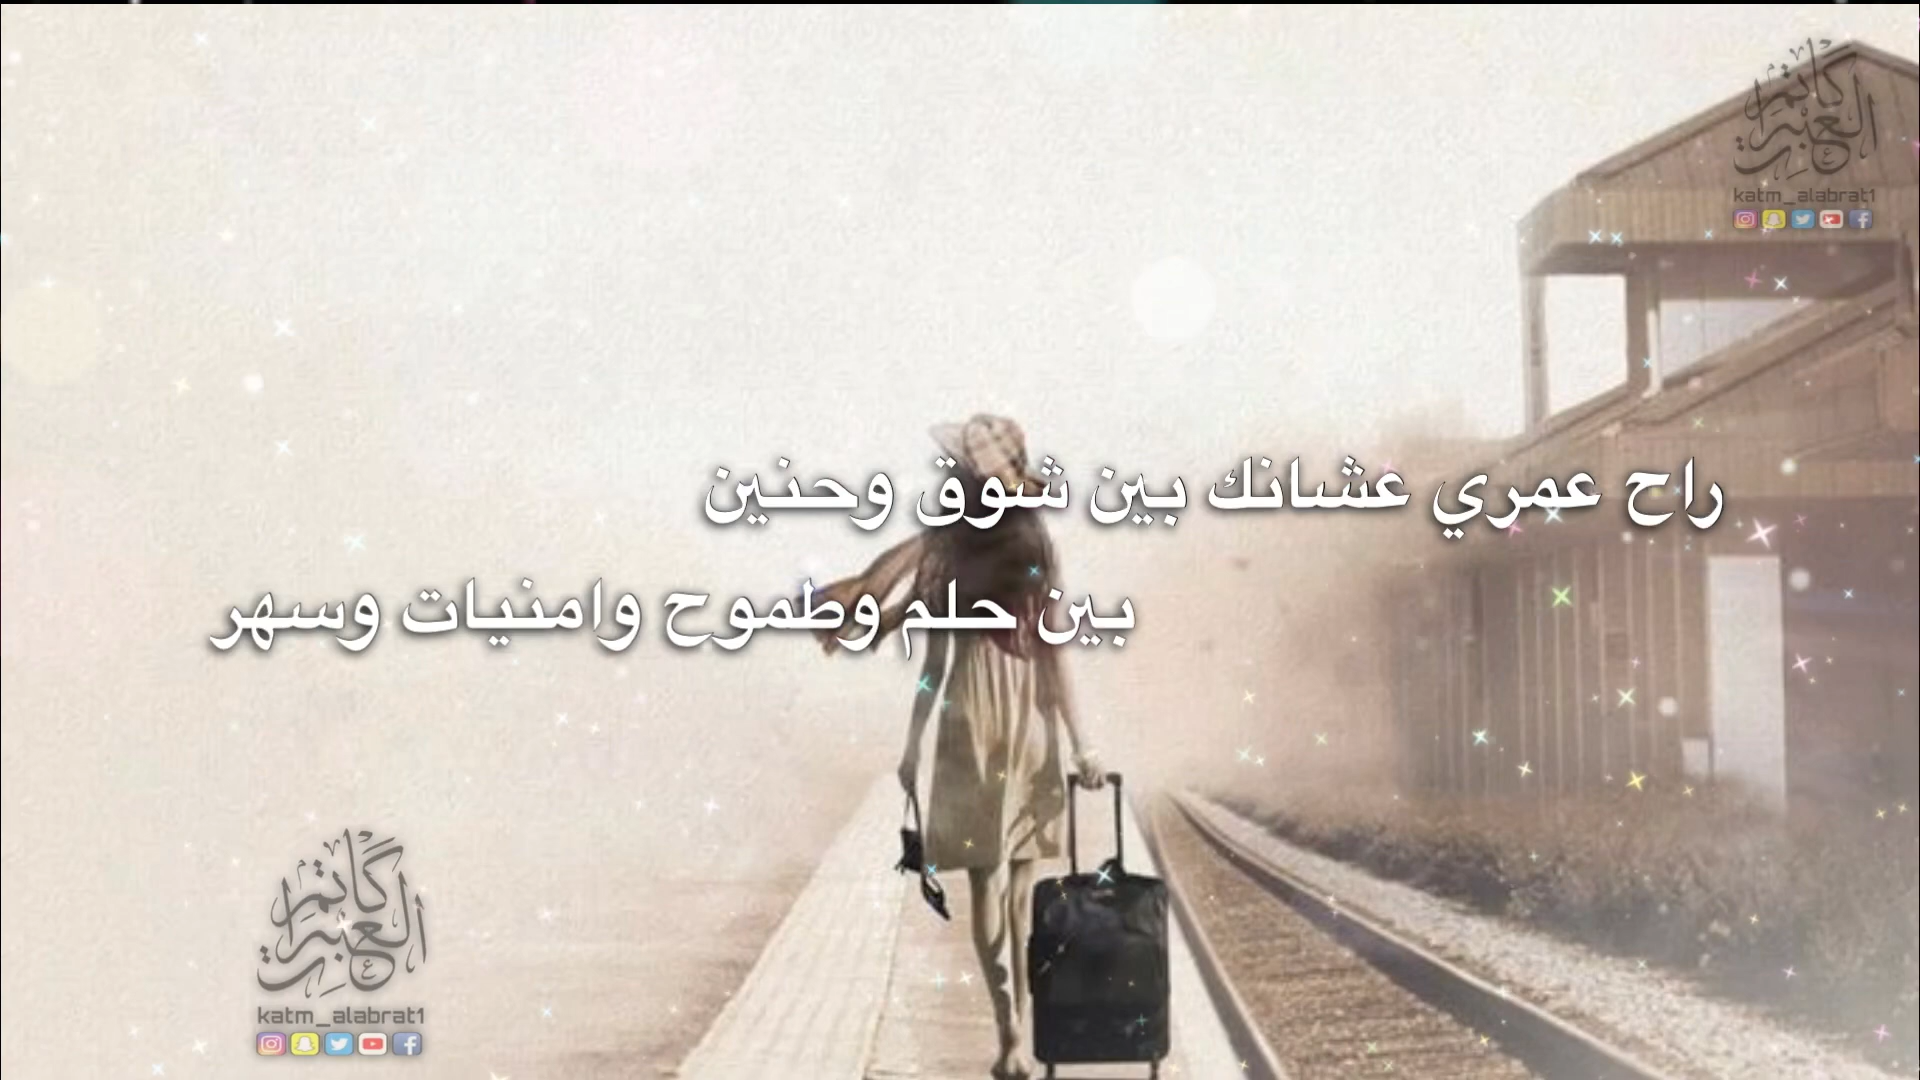 كاتم العبرات
katm_alabrat1
راح عمري عشانك بين شوق وحنين
بين حلم وطموح وامنيات وسهر
كاتم العبرات
katm_alabrat1